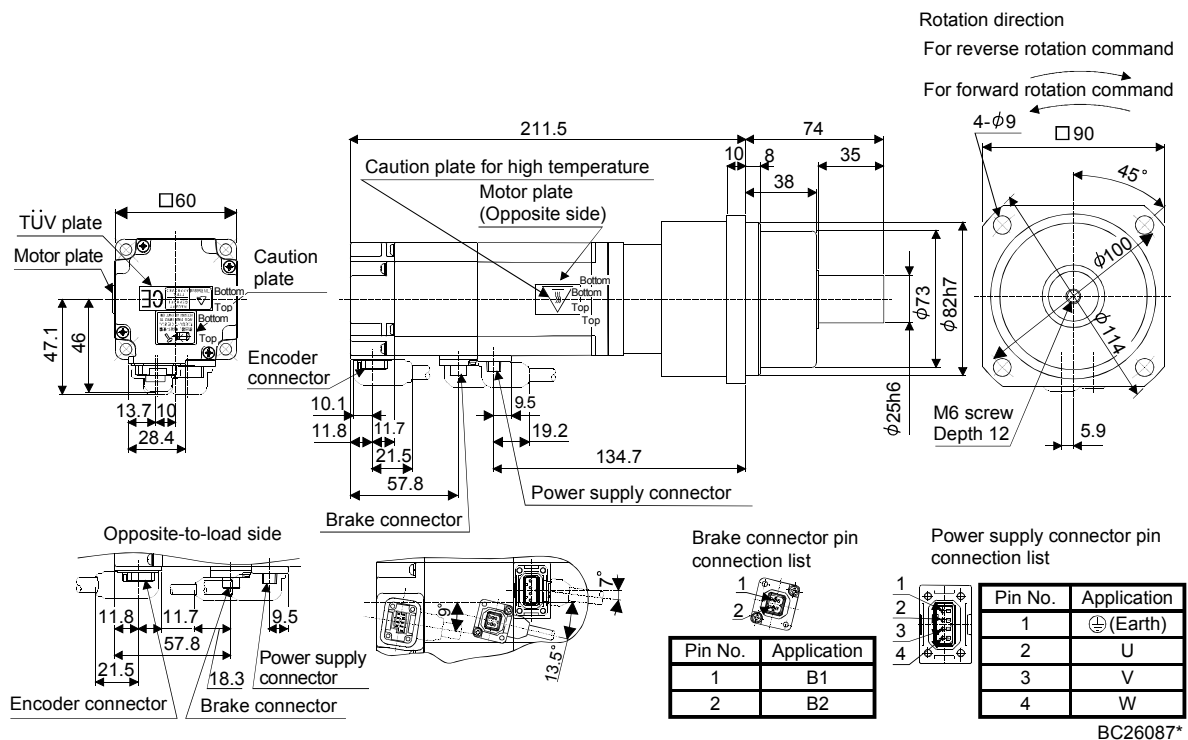 Rotation direction
For reverse rotation command
For forward rotation command
211.5
74
4-ϕ9
□90
10
8
35
38
45°
Caution plate for high temperature
Motor plate
(Opposite side)
□60
TÜV plate
Motor plate
Caution
plate
CE
Bottom
Top
Bottom
Top
Bottom
Bottom
Top
Top
47.1
46
ϕ73
ϕ82h7
ϕ100
ϕ114
ϕ25h6
Encoder
connector
13.7
10
28.4
10.1
11.8
11.7
21.5
57.8
9.5
19.2
134.7
M6 screw
Depth 12
5.9
Brake connector
Power supply connector
Opposite-to-load side
11.8
11.7
9.5
57.8
21.5
18.3
Power supply
connector
Encoder connector
Brake connector
9°
7°
13.5°
Brake connector pin
connection list
1
2
Pin No. Application
1 B1
2 B2
Power supply connector pin
connection list
1
2
3
4
Pin No. Application
1 ⏚(Earth)
2 U
3 V
4 W
BC26087*